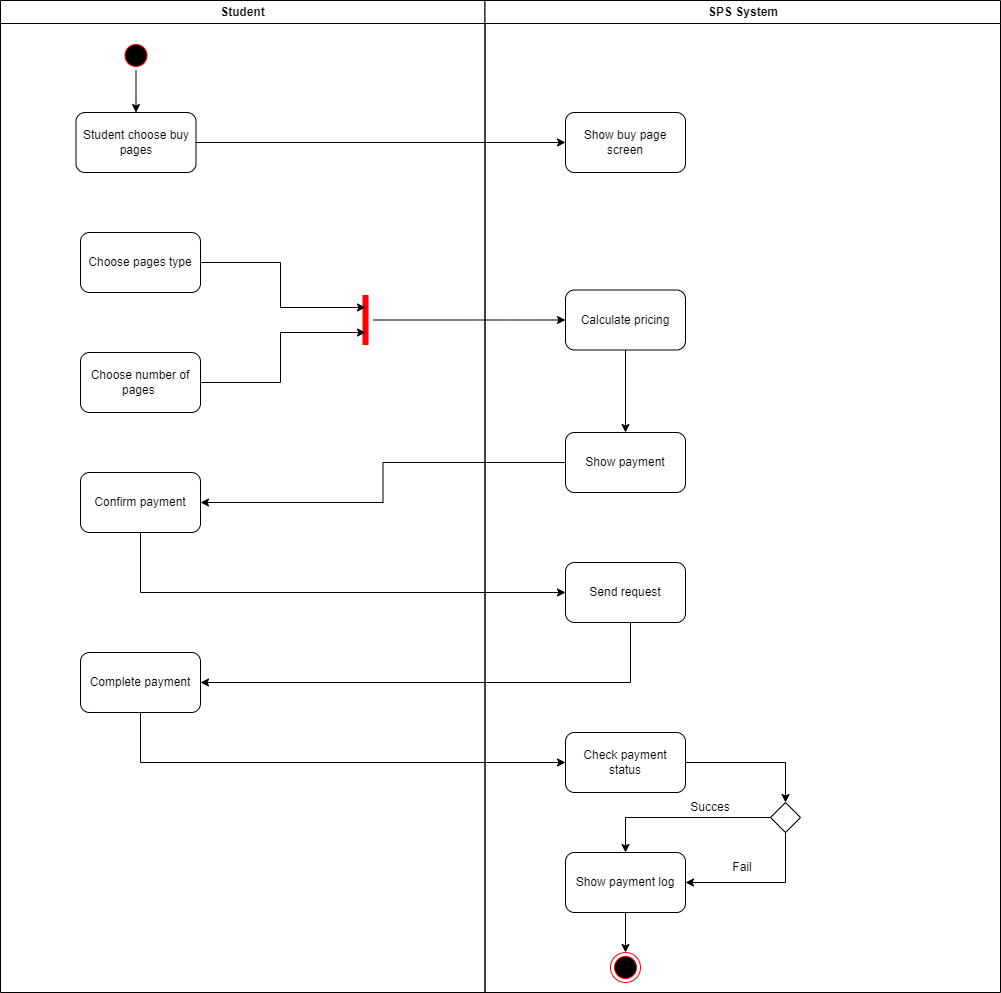 Student
SPS System
Student choose buy
pages
Show buy page
screen
Choose pages type
Calculate pricing
Choose number of
pages
Show payment
Confirm payment
Send request
Complete payment
Check payment
status
Succes
Fail
Show payment log